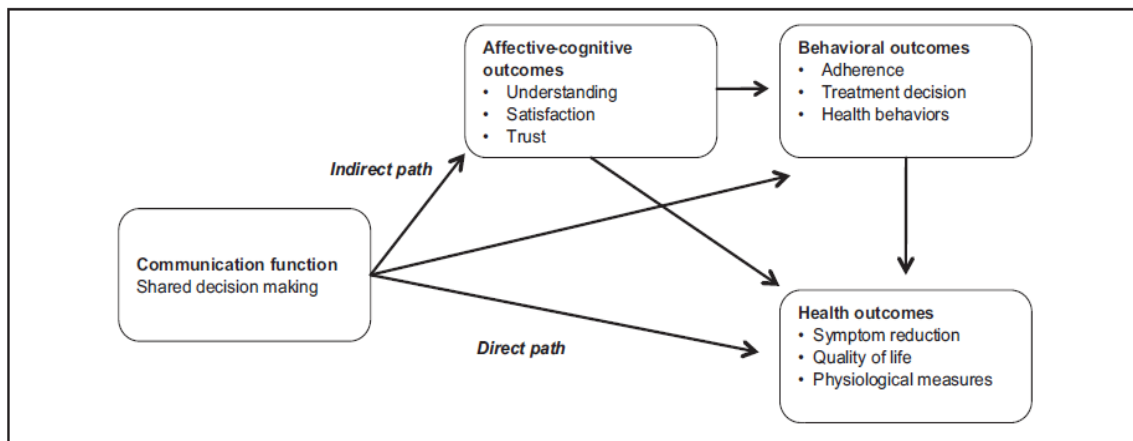 Affective-cognitive
outcomes
• Understanding
• Satisfaction
• Trust
Behavioral outcomes
• Adherence
• Treatment decision
• Health behaviors
Indirect path
Communication function
Shared decision making
Direct path
Health outcomes
• Symptom reduction
• Quality of life
• Physiological measures